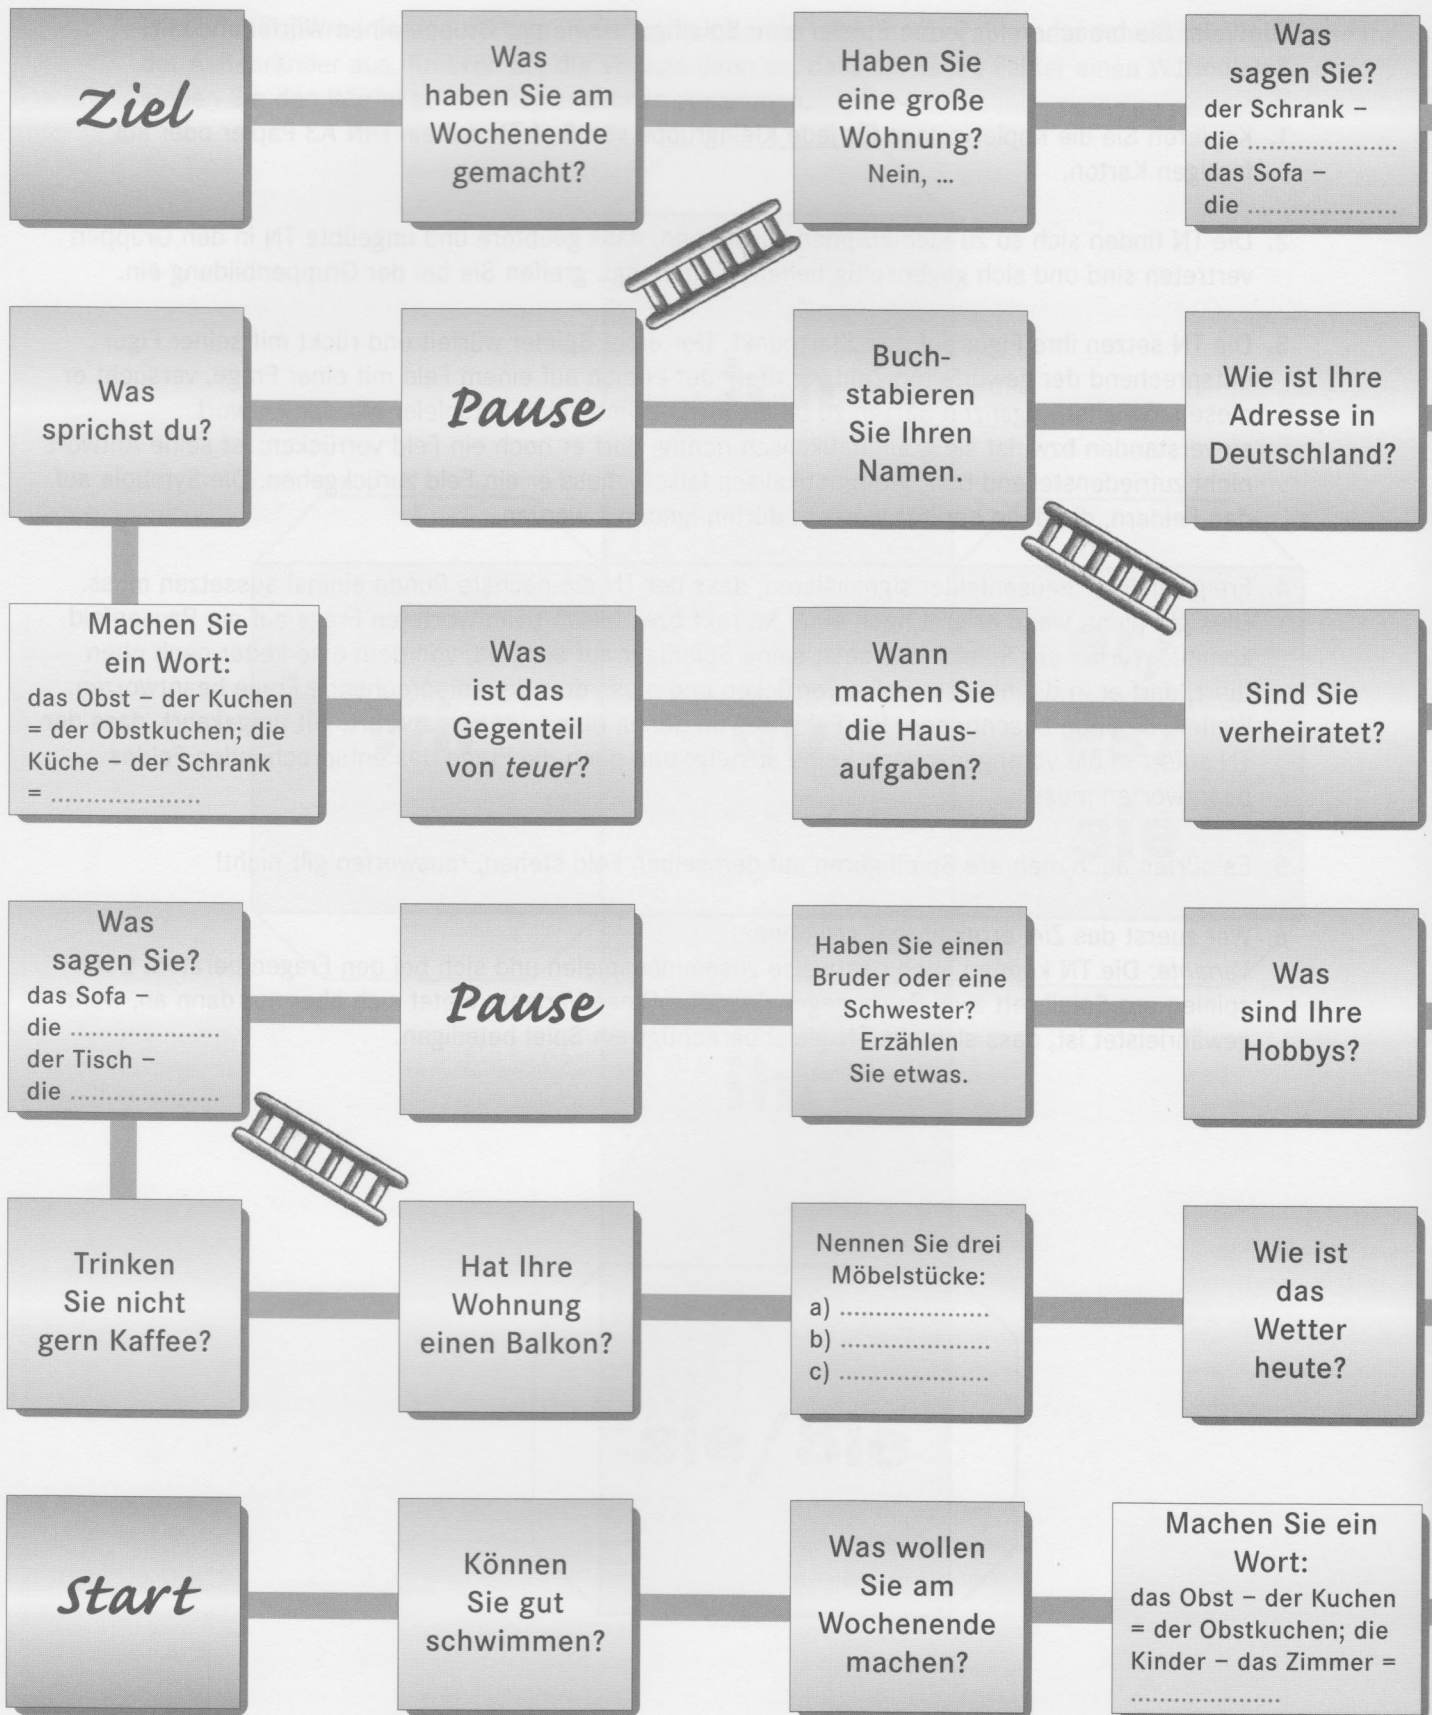 Ziel
Was
haben Sie am
Wochenende
gemacht?
Haben Sie
eine große
Wohnung?
Nein, ...
Was
sagen Sie?
der Schrank –
die .....................
das Sofa –
die .....................
Was
sprichst du?
Pause
Buch-
stabieren
Sie Ihren
Namen.
Wie ist Ihre
Adresse in
Deutschland?
Machen Sie
ein Wort:
das Obst – der Kuchen
= der Obstkuchen; die
Küche – der Schrank
= .....................
Was
ist das
Gegenteil
von teuer?
Wann
machen Sie
die Haus-
aufgaben?
Sind Sie
verheiratet?
Was
sagen Sie?
das Sofa –
die .....................
der Tisch –
die .....................
Pause
Haben Sie einen
Bruder oder eine
Schwester?
Erzählen
Sie etwas.
Was
sind Ihre
Hobbys?
Trinken
Sie nicht
gern Kaffee?
Hat Ihre
Wohnung
einen Balkon?
Nennen Sie drei
Möbelstücke:
a) .....................
b) .....................
c) .....................
Wie ist
das
Wetter
heute?
Start
Können
Sie gut
schwimmen?
Was wollen
Sie am
Wochenende
machen?
Machen Sie ein
Wort:
das Obst – der Kuchen
= der Obstkuchen; die
Kinder – das Zimmer =
.....................